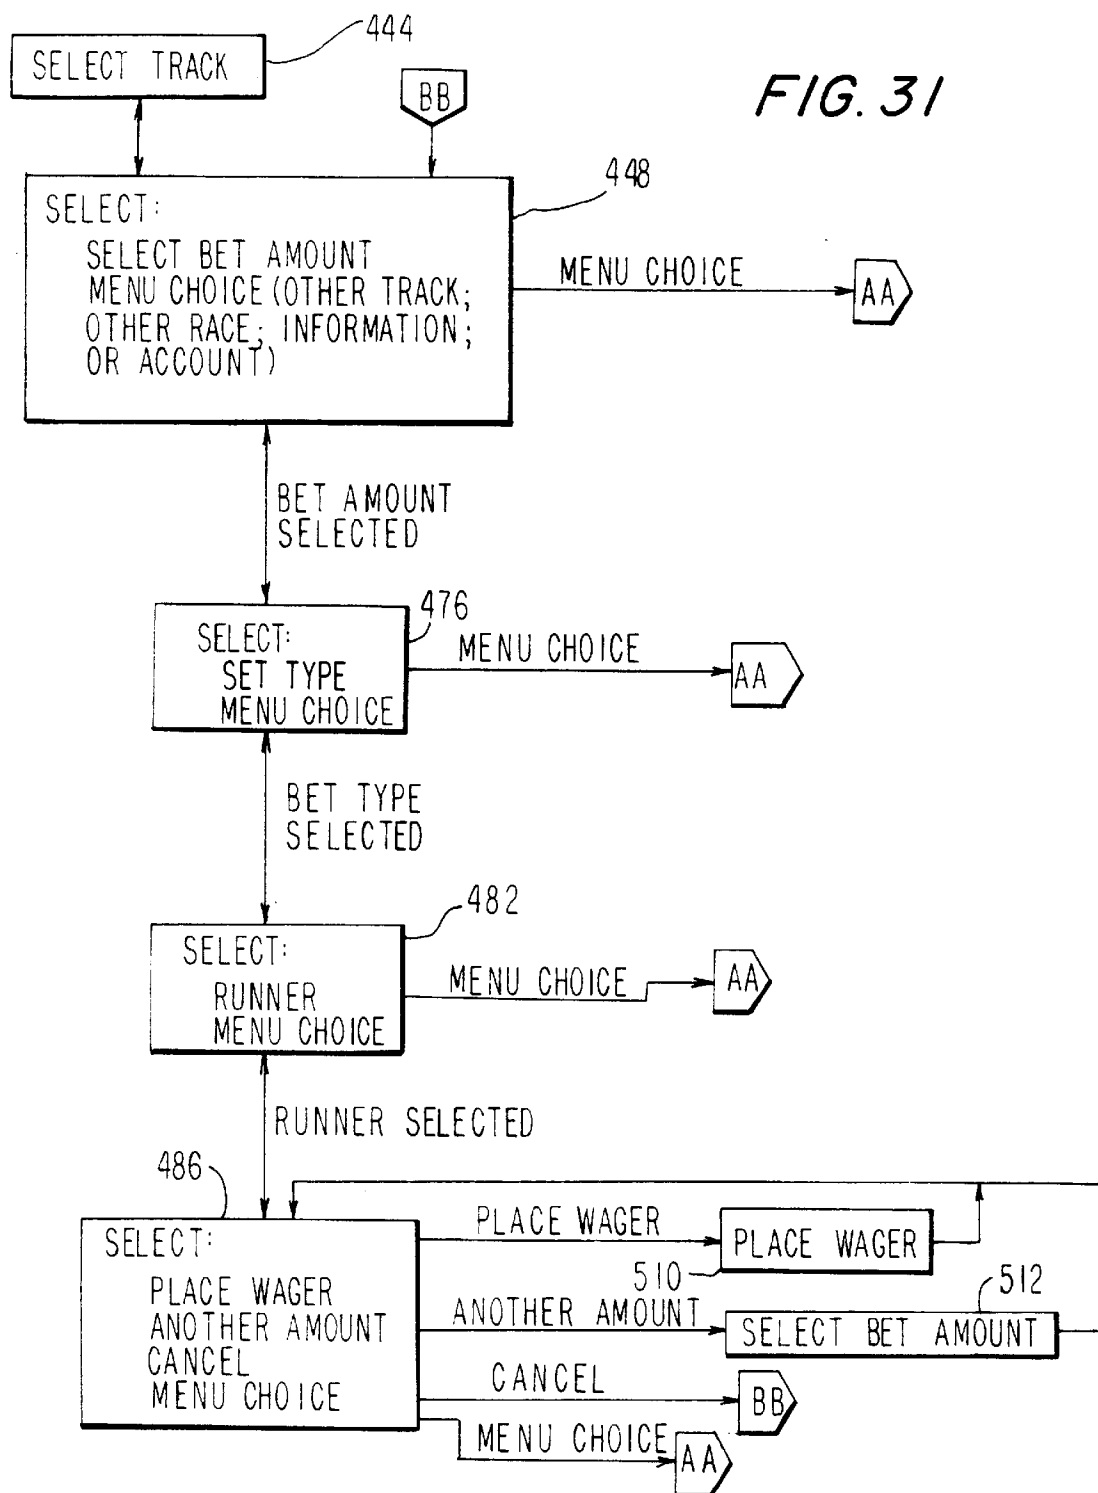 444
SELECT TRACK
BB
FIG. 31
448
SELECT:
SELECT BET AMOUNT
MENU CHOICE (OTHER TRACK;
OTHER RACE; INFORMATION;
OR ACCOUNT)
MENU CHOICE
AA
BET AMOUNT
SELECTED
476
SELECT:
SET TYPE
MENU CHOICE
MENU CHOICE
AA
BET TYPE
SELECTED
482
SELECT:
RUNNER
MENU CHOICE
MENU CHOICE
AA
RUNNER SELECTED
486
SELECT:
PLACE WAGER
ANOTHER AMOUNT
CANCEL
MENU CHOICE
PLACE WAGER
PLACE WAGER
510
512
ANOTHER AMOUNT
SELECT BET AMOUNT
CANCEL
BB
MENU CHOICE
AA